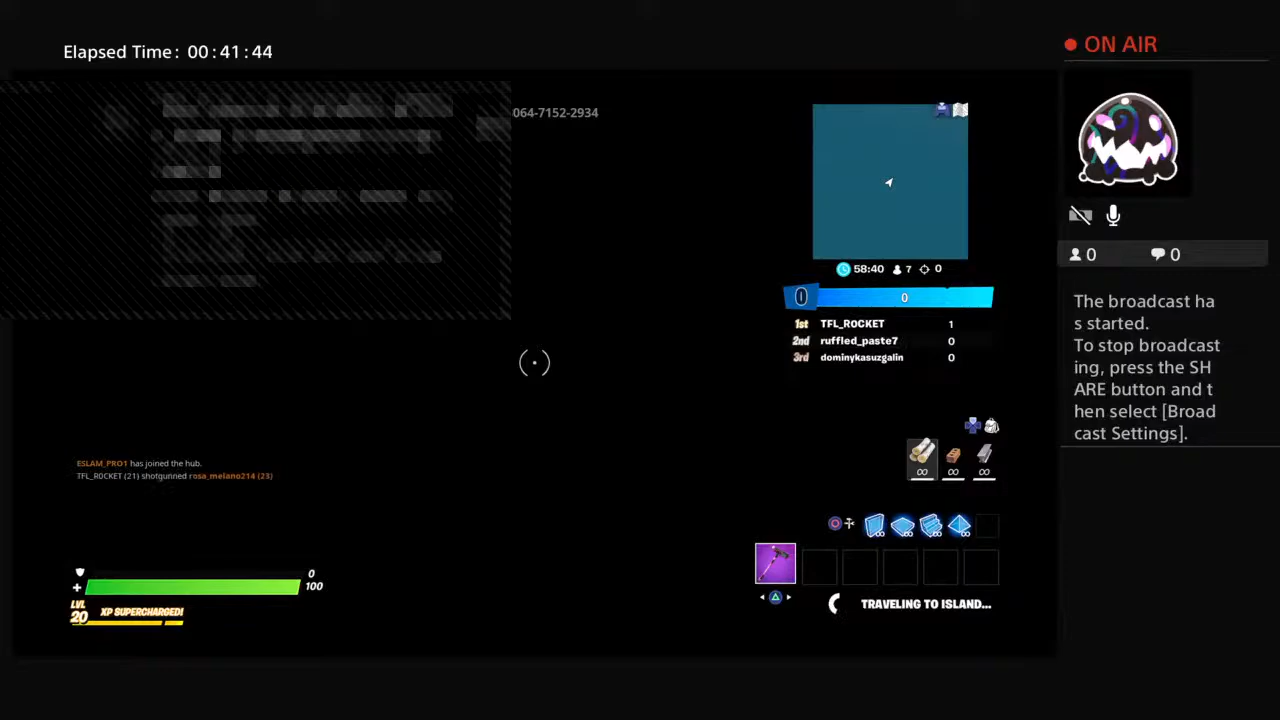 Elapsed Time: 00:41:44
ON AIR
064-7152-2934
0
0
58:40
7
0
0
0
1st TFL_ROCKET 1
2nd ruffled_paste7 0
3rd dominykasuzgalin 0
The broadcast ha
s started.
To stop broadcast
ing, press the SH
ARE button and t
hen select [Broad
cast Settings].
ESLAM_PRO1 has joined the hub.
TFL_ROCKET (21) shotgunned rosa_melano214 (23)
∞ ∞ ∞
∞ ∞ ∞ ∞
0
100
LVL
20
XP SUPERCHARGED!
TRAVELING TO ISLAND...